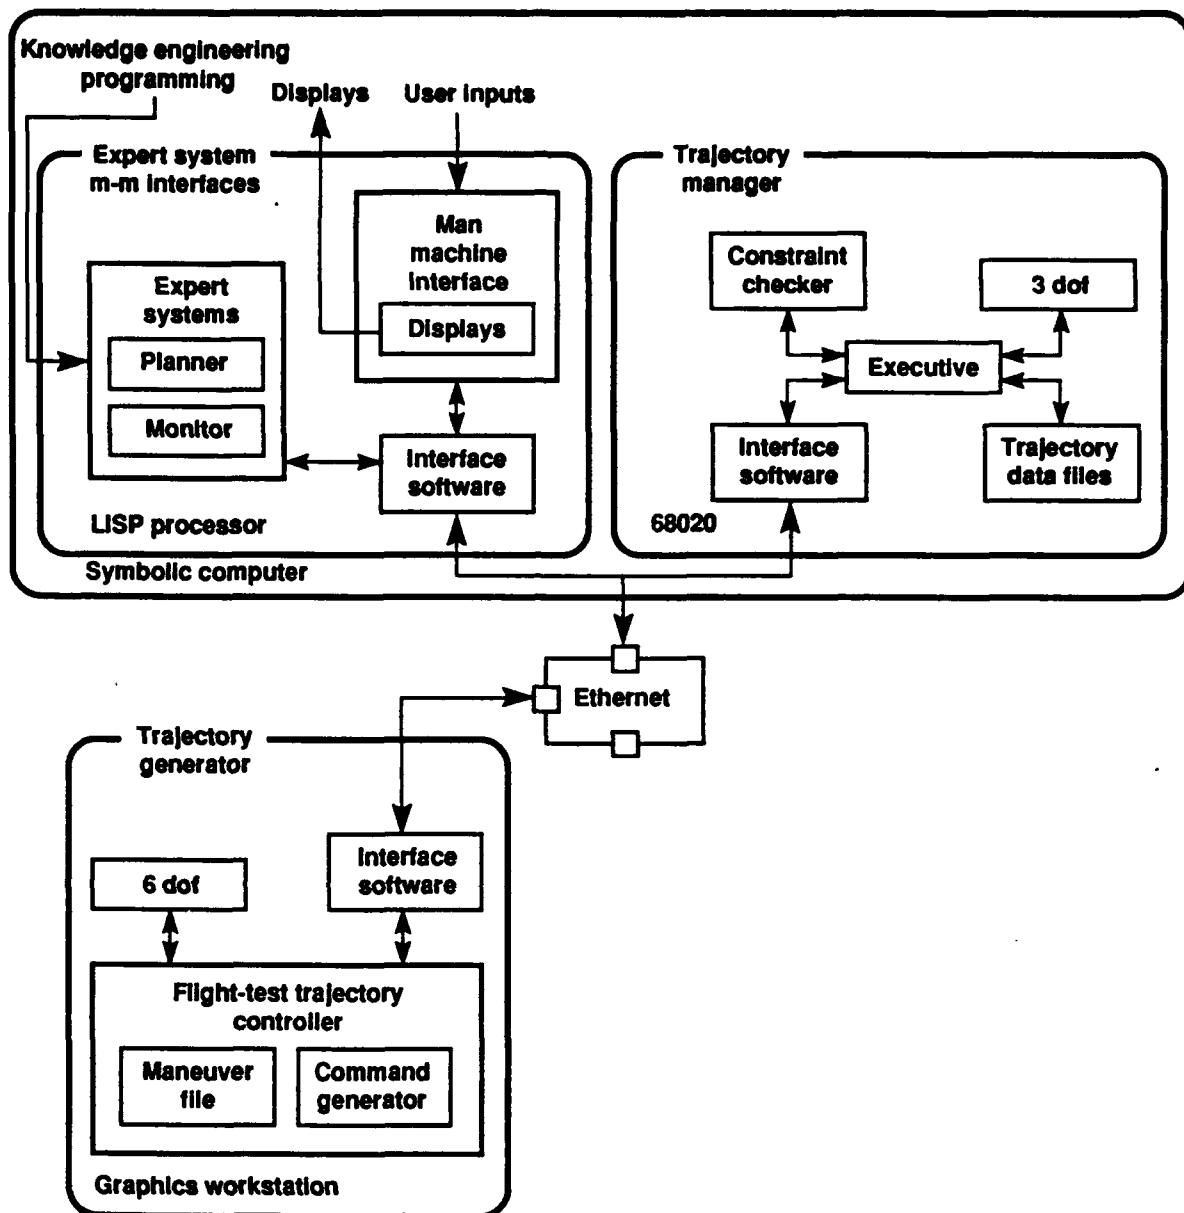 Knowledge engineering
programming
Displays
User inputs
Expert system
m-m interfaces
Man
machine
interface
Displays
Expert
systems
Planner
Monitor
Interface
software
LISP processor
Symbolic computer
Trajectory
manager
Constraint
checker
3 dof
Executive
Interface
software
Trajectory
data files
68020
Ethernet
Trajectory
generator
6 dof
Interface
software
Flight-test trajectory
controller
Maneuver
file
Command
generator
Graphics workstation